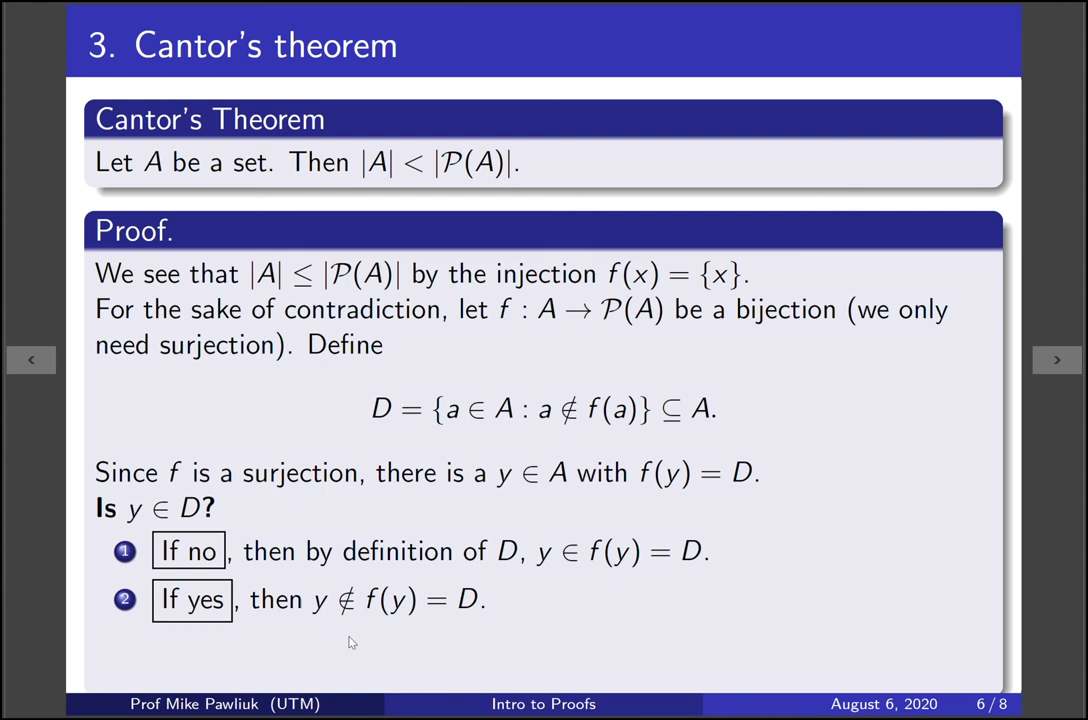 3. Cantor's theorem
Cantor's Theorem
Let A be a set. Then |A| < |𝒫(A)|.
Proof.
We see that |A| ≤ |𝒫(A)| by the injection f(x) = {x}.
For the sake of contradiction, let f : A → 𝒫(A) be a bijection (we only
need surjection). Define
D = {a ∈ A : a ∉ f(a)} ⊆ A.
Since f is a surjection, there is a y ∈ A with f(y) = D.
Is y ∈ D?
1 If no, then by definition of D, y ∈ f(y) = D.
2 If yes, then y ∉ f(y) = D.
Prof Mike Pawliuk (UTM) Intro to Proofs August 6, 2020 6 / 8